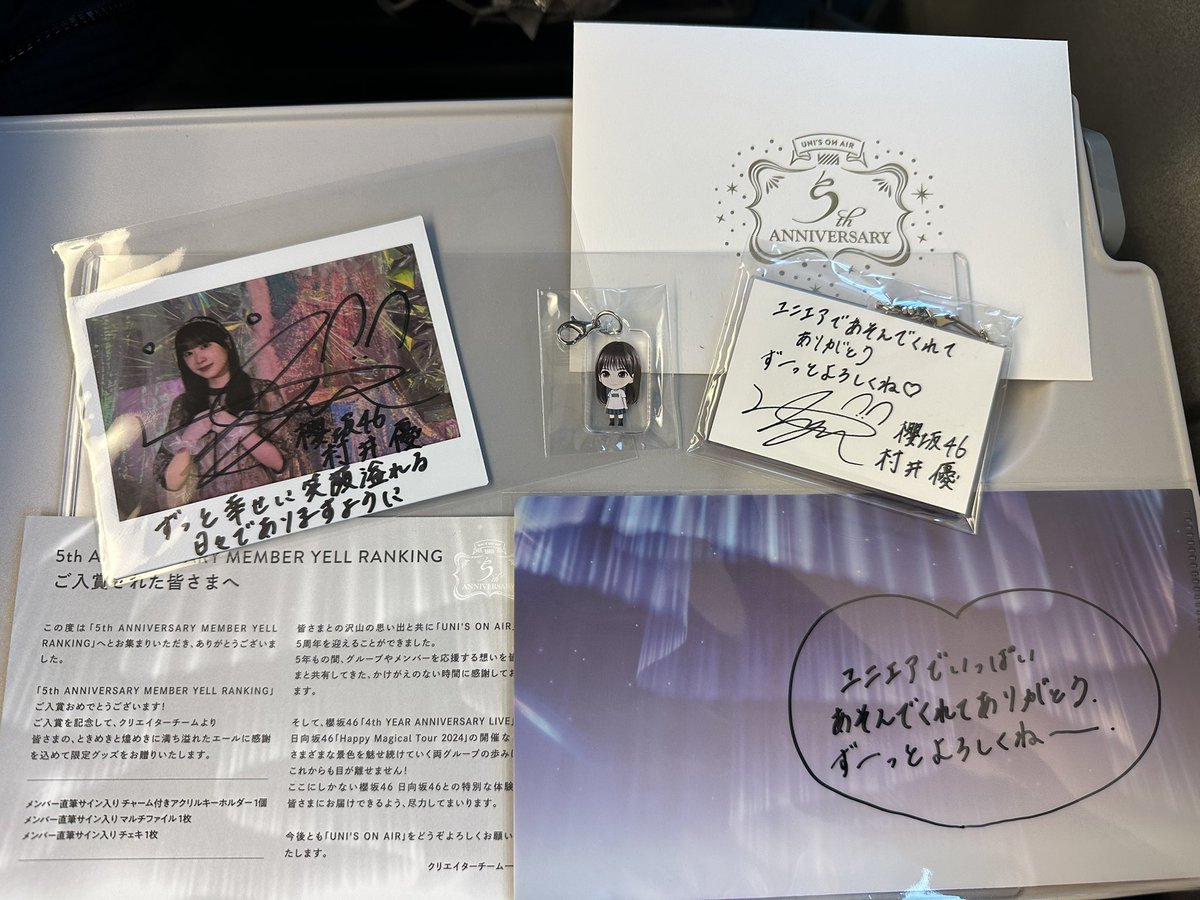 UNI'S ON AIR
5th
ANNIVERSARY
櫻坂46
村井 優
ずっと幸せに笑顔溢れる
日々でありますように
ユニエアであそんでくれて
ありがとう
ずーっとよろしくね♡
櫻坂46
村井 優
5th ANNIVERSARY MEMBER YELL RANKING
ご入賞された皆さまへ
UNI'S ON AIR
5th
ANNIVERSARY
この度は「5th ANNIVERSARY MEMBER YELL
RANKING」へとお集まりいただき、ありがとうございま
した。
「5th ANNIVERSARY MEMBER YELL RANKING」
ご入賞おめでとうございます!
ご入賞を記念して、クリエイターチームより
皆さまの、ときめきと煌めきに満ち溢れたエールに感謝
を込めて限定グッズをお贈りいたします。
メンバー直筆サイン入り チャーム付きアクリルキーホルダー 1個
メンバー直筆サイン入り マルチファイル 1枚
メンバー直筆サイン入り チェキ 1枚
皆さまとの沢山の思い出と共に「UNI'S ON AIR」
5周年を迎えることができました。
5年もの間、グループやメンバーを応援する想いを皆
まと共有してきた、かけがえのない時間に感謝してお
ます。
そして、櫻坂46「4th YEAR ANNIVERSARY LIVE」
日向坂46「Happy Magical Tour 2024」の開催な
さまざまな景色を魅せ続けていく両グループの歩みに
これからも目が離せません!
ここにしかない櫻坂46 日向坂46との特別な体験
皆さまにお届けできるよう、尽力してまいります。
今後とも「UNI'S ON AIR」をどうぞよろしくお願い
たします。
クリエイターチーム一
ユニエアでいっぱい
あそんでくれてありがとう.
ずーっとよろしくねー.